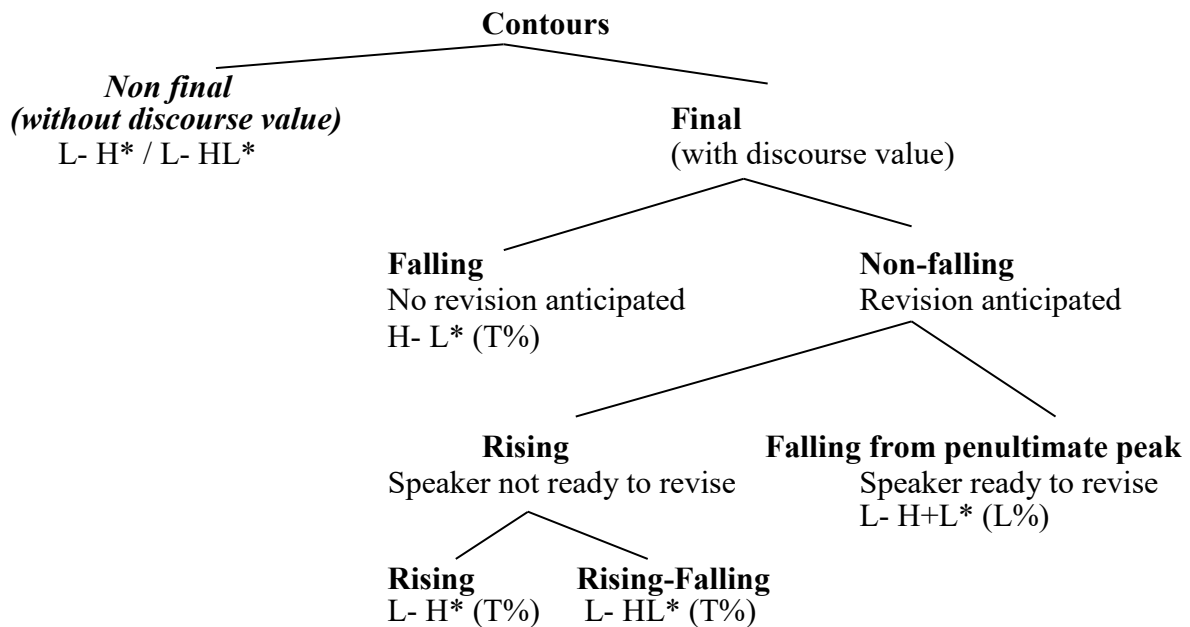 Contours
Non final
(without discourse value)
L- H* / L- HL*
Final
(with discourse value)
Falling
No revision anticipated
H- L* (T%)
Non-falling
Revision anticipated
Rising
Speaker not ready to revise
Falling from penultimate peak
Speaker ready to revise
L- H+L* (L%)
Rising
L- H* (T%)
Rising-Falling
L- HL* (T%)